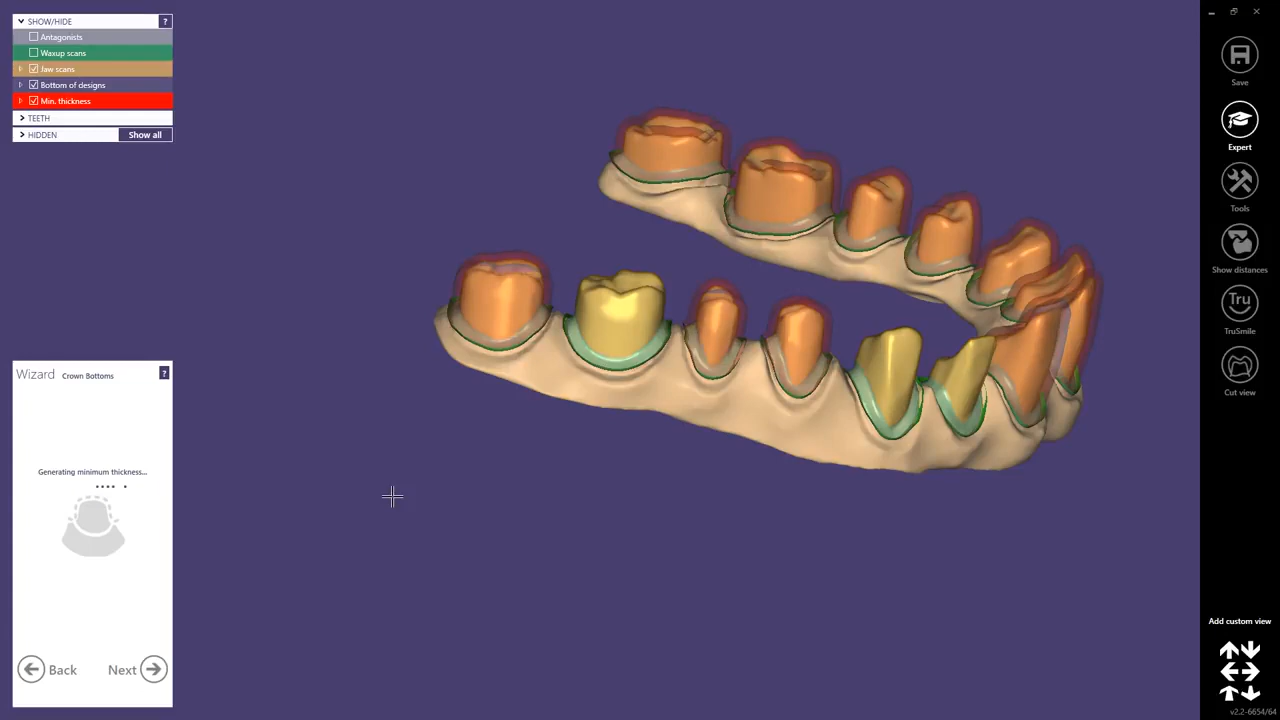 SHOW/HIDE ?
Antagonists
Waxup scans
Jaw scans
Bottom of designs
Min. thickness
TEETH
HIDDEN Show all
Wizard Crown Bottoms ?
Generating minimum thickness...
Back Next
Save
Expert
Tools
Show distances
Tru
TruSmile
Cut view
Add custom view
v2.2-6654/64